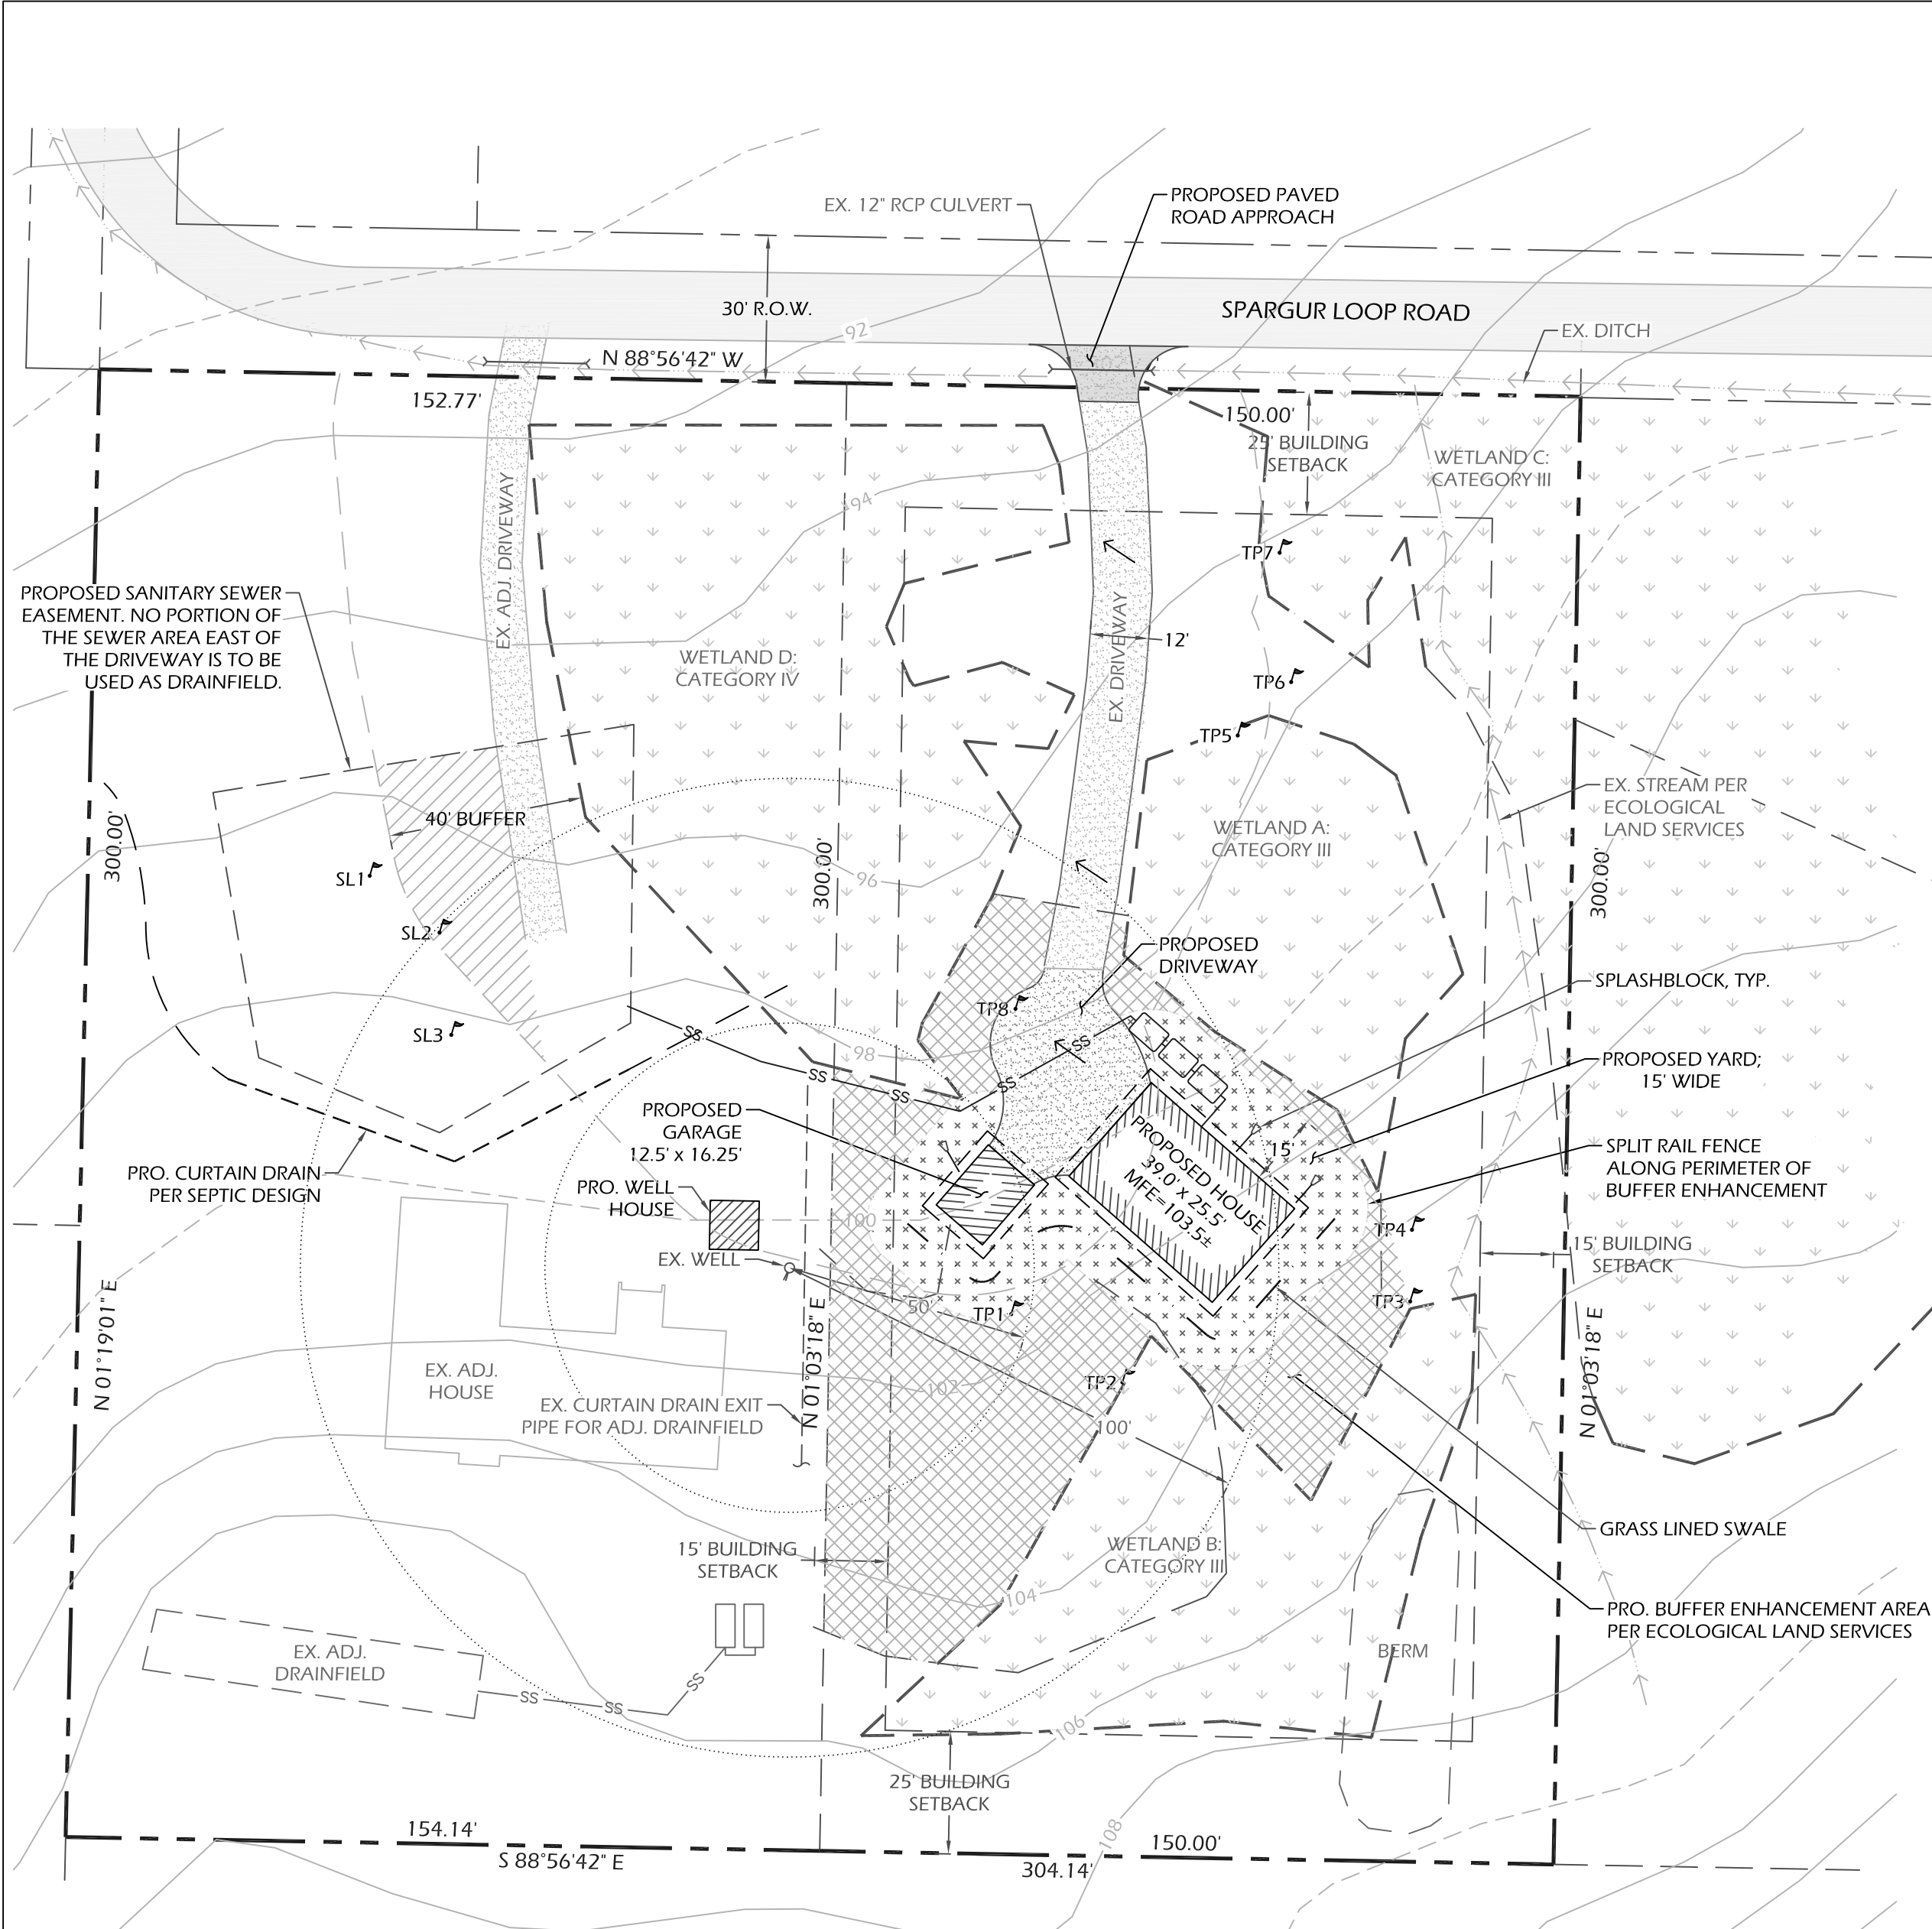 PROPOSED PAVED
ROAD APPROACH
EX. 12" RCP CULVERT
30' R.O.W.
SPARGUR LOOP ROAD
92
EX. DITCH
N 88°56'42" W
152.77'
150.00'
25' BUILDING
SETBACK
WETLAND C:
CATEGORY III
94
EX. ADJ. DRIVEWAY
TP7
PROPOSED SANITARY SEWER
EASEMENT. NO PORTION OF
THE SEWER AREA EAST OF
THE DRIVEWAY IS TO BE
USED AS DRAINFIELD.
EX. DRIVEWAY
12'
WETLAND D:
CATEGORY IV
TP6
TP5
EX. STREAM PER
ECOLOGICAL
LAND SERVICES
40' BUFFER
WETLAND A:
CATEGORY III
300.00'
300.00'
300.00'
SL1
96
SL2
PROPOSED
DRIVEWAY
SPLASHBLOCK, TYP.
TP8
SL3
SS
98
SS
SS
SS
SS
PROPOSED YARD;
15' WIDE
PROPOSED
GARAGE
12.5' x 16.25'
PROPOSED HOUSE
39.0' x 25.5'
MFE=103.5±
15'
SPLIT RAIL FENCE
ALONG PERIMETER OF
BUFFER ENHANCEMENT
PRO. CURTAIN DRAIN
PER SEPTIC DESIGN
PRO. WELL
HOUSE
100
TP4
EX. WELL
15' BUILDING
SETBACK
50'
TP1
TP3
N 01°19'01" E
N 01°03'18" E
N 01°03'18" E
EX. ADJ.
HOUSE
102
TP2
EX. CURTAIN DRAIN EXIT
PIPE FOR ADJ. DRAINFIELD
100'
GRASS LINED SWALE
15' BUILDING
SETBACK
WETLAND B:
CATEGORY III
104
PRO. BUFFER ENHANCEMENT AREA
PER ECOLOGICAL LAND SERVICES
EX. ADJ.
DRAINFIELD
BERM
SS
SS
SS
106
25' BUILDING
SETBACK
108
154.14'
S 88°56'42" E
150.00'
304.14'